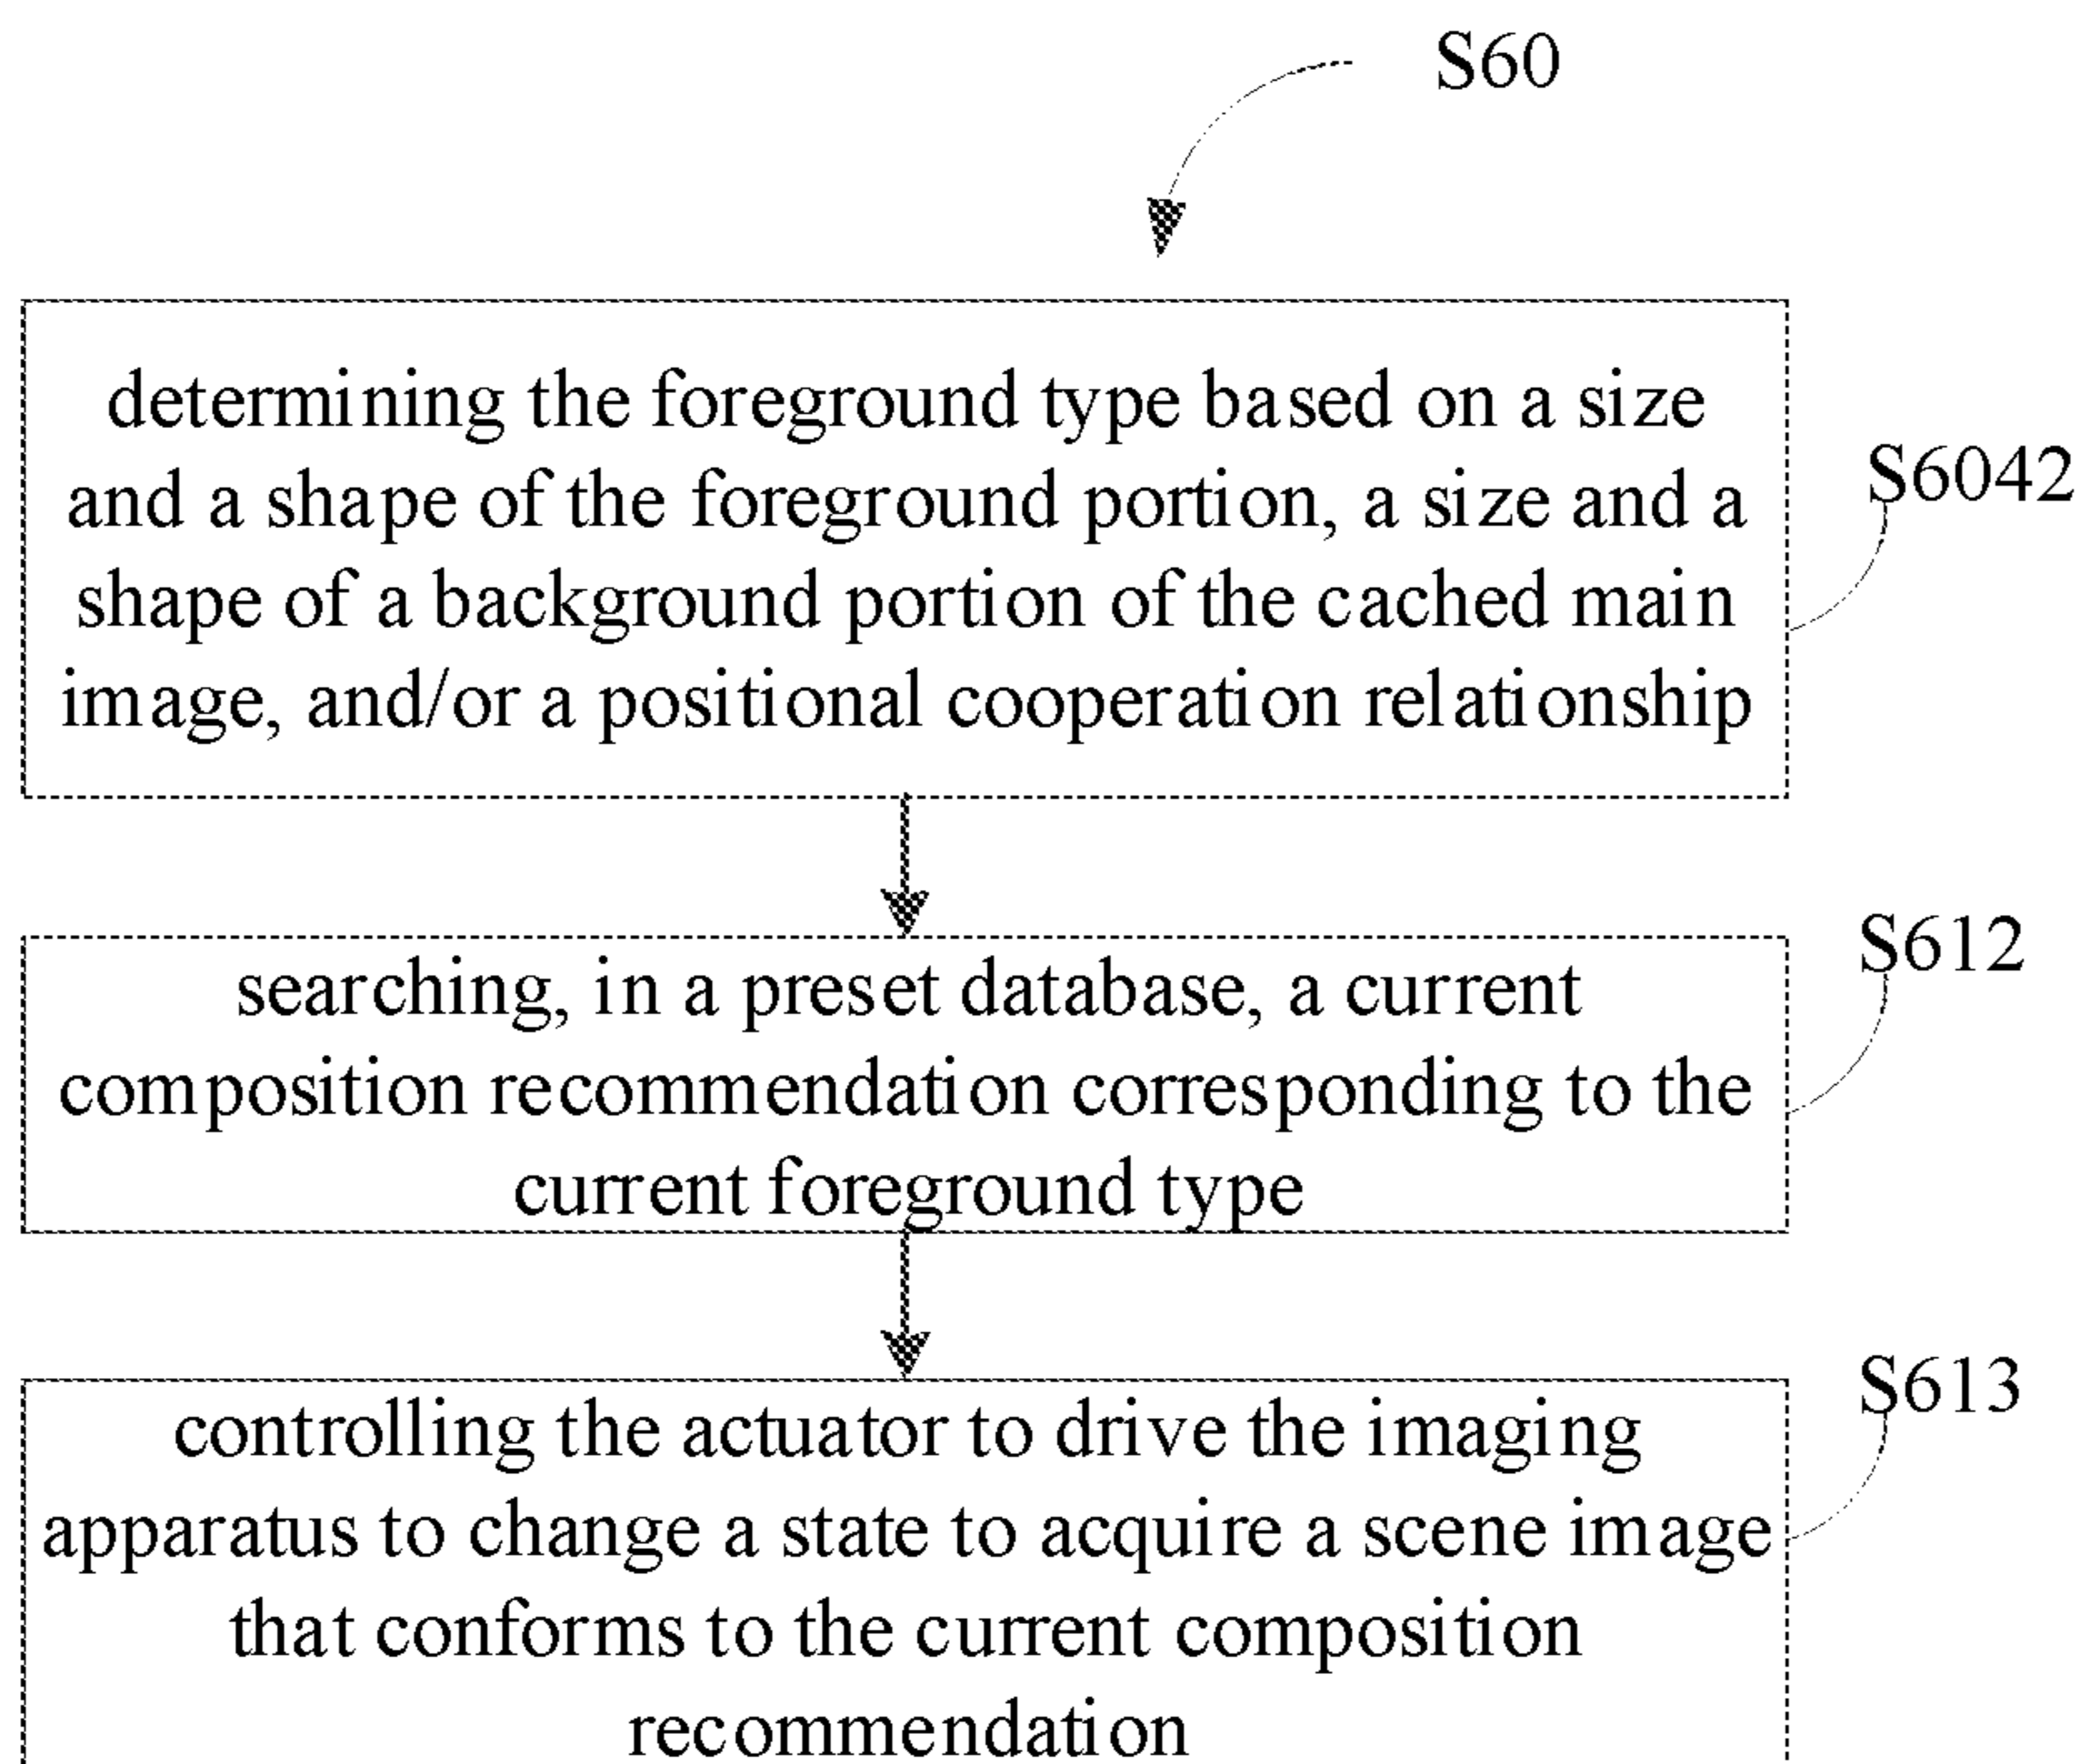 S60
determining the foreground type based on a size
and a shape of the foreground portion, a size and a
shape of a background portion of the cached main
image, and/or a positional cooperation relationship
S6042
searching, in a preset database, a current
composition recommendation corresponding to the
current foreground type
S612
controlling the actuator to drive the imaging
apparatus to change a state to acquire a scene image
that conforms to the current composition
recommendation
S613